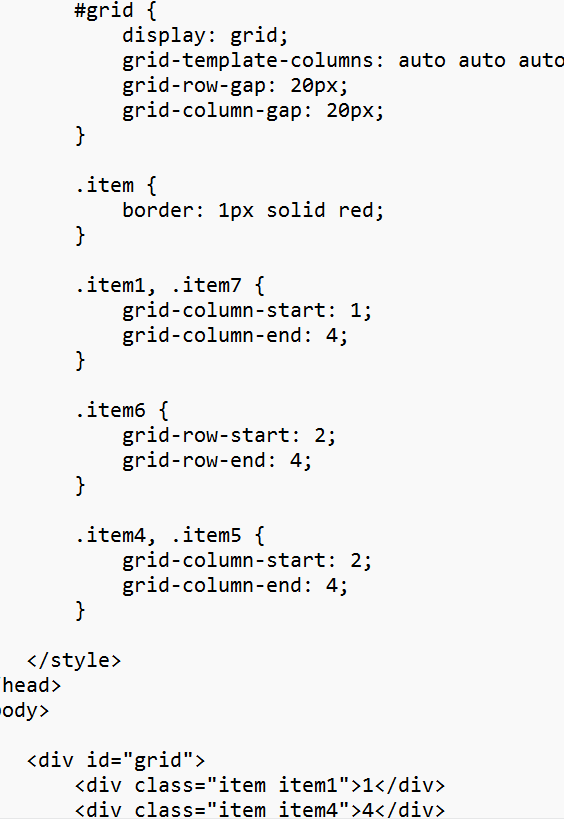 #grid {
display: grid;
grid-template-columns: auto auto auto
grid-row-gap: 20px;
grid-column-gap: 20px;
}
.item {
border: 1px solid red;
}
.item1, .item7 {
grid-column-start: 1;
grid-column-end: 4;
}
.item6 {
grid-row-start: 2;
grid-row-end: 4;
}
.item4, .item5 {
grid-column-start: 2;
grid-column-end: 4;
}
</style>
head>
ody>
<div id="grid">
<div class="item item1">1</div>
<div class="item item4">4</div>